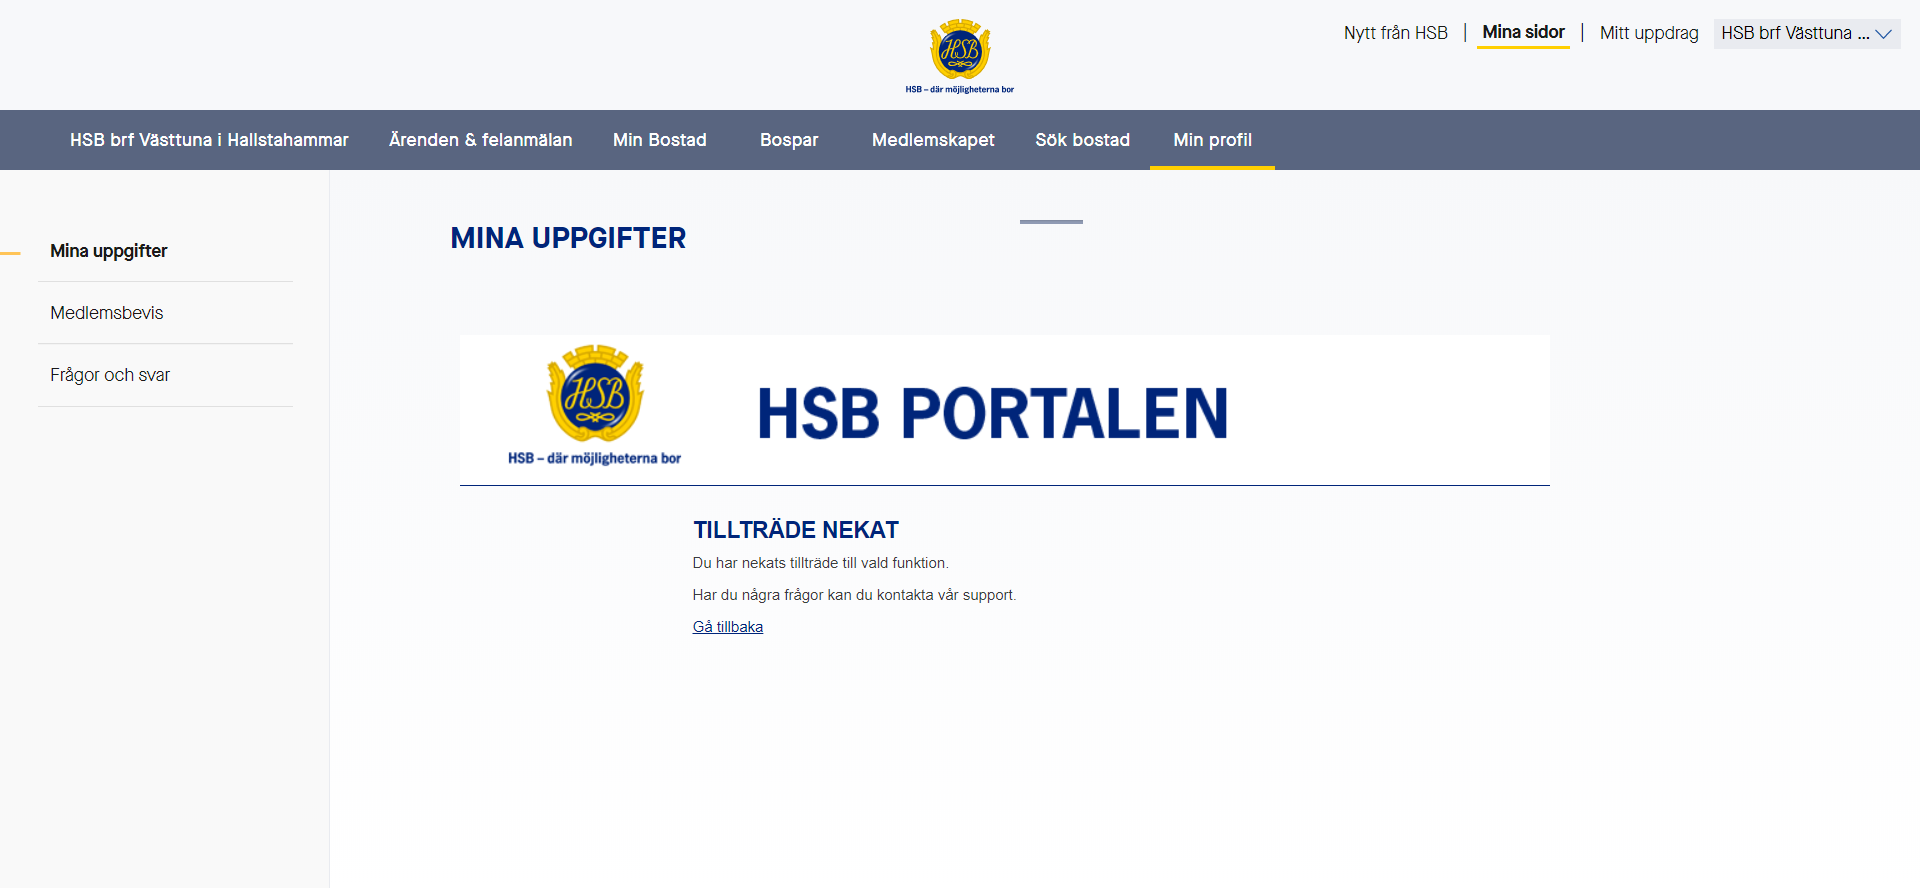 HSB
HSB – där möjligheterna bor
Nytt från HSB | Mina sidor | Mitt uppdrag HSB brf Västtuna ...
HSB brf Västtuna i Hallstahammar Ärenden & felanmälan Min Bostad Bospar Medlemskapet Sök bostad Min profil
Mina uppgifter
Medlemsbevis
Frågor och svar
MINA UPPGIFTER
HSB
HSB – där möjligheterna bor
HSB PORTALEN
TILLTRÄDE NEKAT
Du har nekats tillträde till vald funktion.
Har du några frågor kan du kontakta vår support.
Gå tillbaka